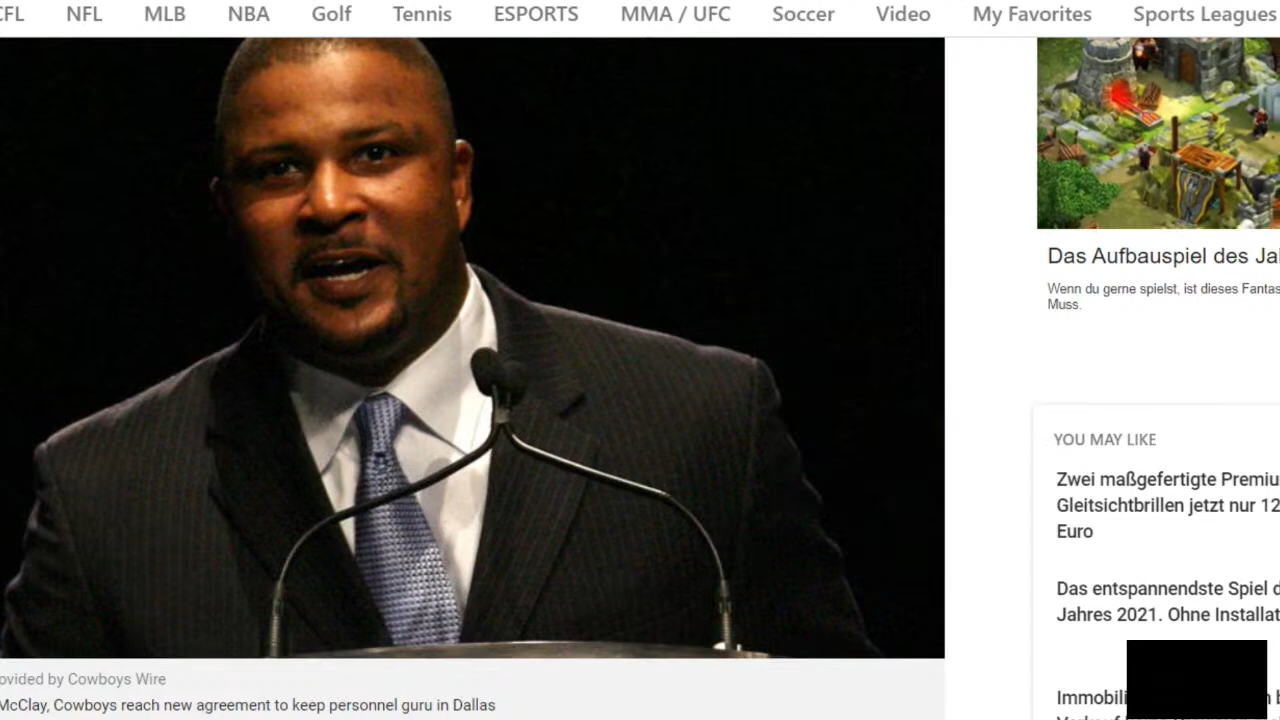 NFL MLB NBA Golf Tennis ESPORTS MMA / UFC Soccer Video My Favorites Sports Leagues
Das Aufbauspiel des
Wenn du gerne spielst, ist dieses
Muss.
YOU MAY LIKE
Zwei maßgefertigte
Gleitsichtbrillen jetzt nur 12
Euro
Das entspannendste Spiel
Jahres 2021. Ohne
by Cowboys Wire
McClay, Cowboys reach new agreement to keep personnel guru in Dallas